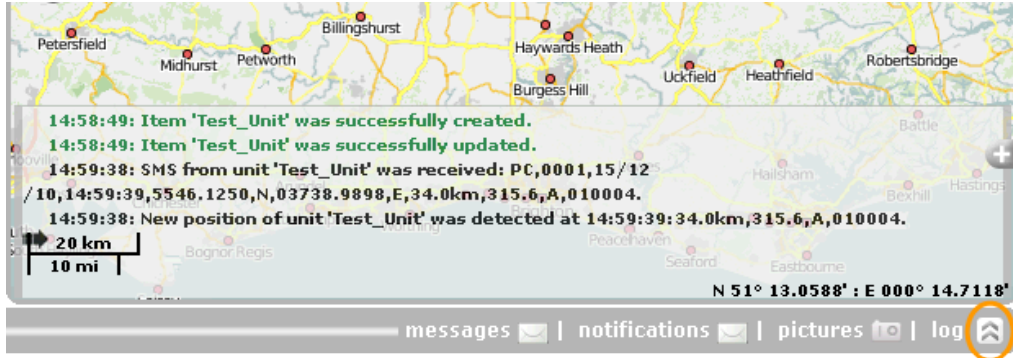 Billingshurst
Petersfield
Haywards Heath
Midhurst
Petworth
Robertsbridge
Uckfield
Heathfield
Burgess Hill
14:58:49: Item 'Test_Unit' was successfully created.
Battle
14:58:49: Item 'Test_Unit' was successfully updated.
14:59:38: SMS from unit 'Test_Unit' was received: PC,0001,15/12
Hailsham
/10,14:59:39,5546.1250,N,03738.9898,E,34.0km,315.6,A,010004.
Hastings
Bexhill
Chichester
14:59:38: New position of unit 'Test_Unit' was detected at 14:59:39:34.0km,315.6,A,010004.
Brighton
Worthing
20 km
Peacehaven
Bognor Regis
Seaford
10 mi
Eastbourne
N 51° 13.0588' : E 000° 14.7118'
messages | notifications | pictures | log